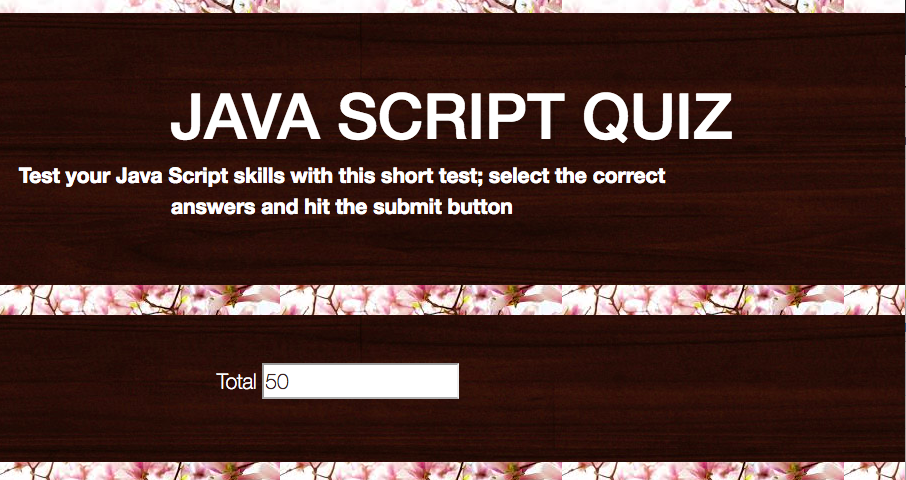 JAVA SCRIPT QUIZ
Test your Java Script skills with this short test; select the correct
answers and hit the submit button
Total 50